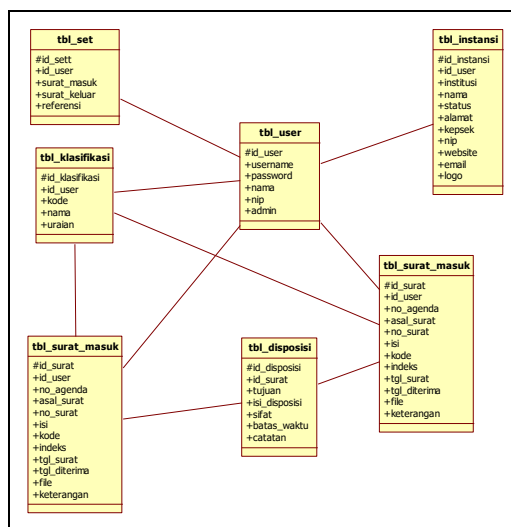 tbl_set
#id_sett
+id_user
+surat_masuk
+surat_keluar
+referensi
tbl_instansi
#id_instansi
+id_user
+institusi
+nama
+status
+alamat
+kepsek
+nip
+website
+email
+logo
tbl_user
#id_user
+username
+password
+nama
+nip
+admin
tbl_klasifikasi
#id_klasifikasi
+id_user
+kode
+nama
+uraian
tbl_surat_masuk
#id_surat
+id_user
+no_agenda
+asal_surat
+no_surat
+isi
+kode
+indeks
+tgl_surat
+tgl_diterima
+file
+keterangan
tbl_disposisi
#id_disposisi
+id_surat
+tujuan
+isi_disposisi
+sifat
+batas_waktu
+catatan
tbl_surat_masuk
#id_surat
+id_user
+no_agenda
+asal_surat
+no_surat
+isi
+kode
+indeks
+tgl_surat
+tgl_diterima
+file
+keterangan